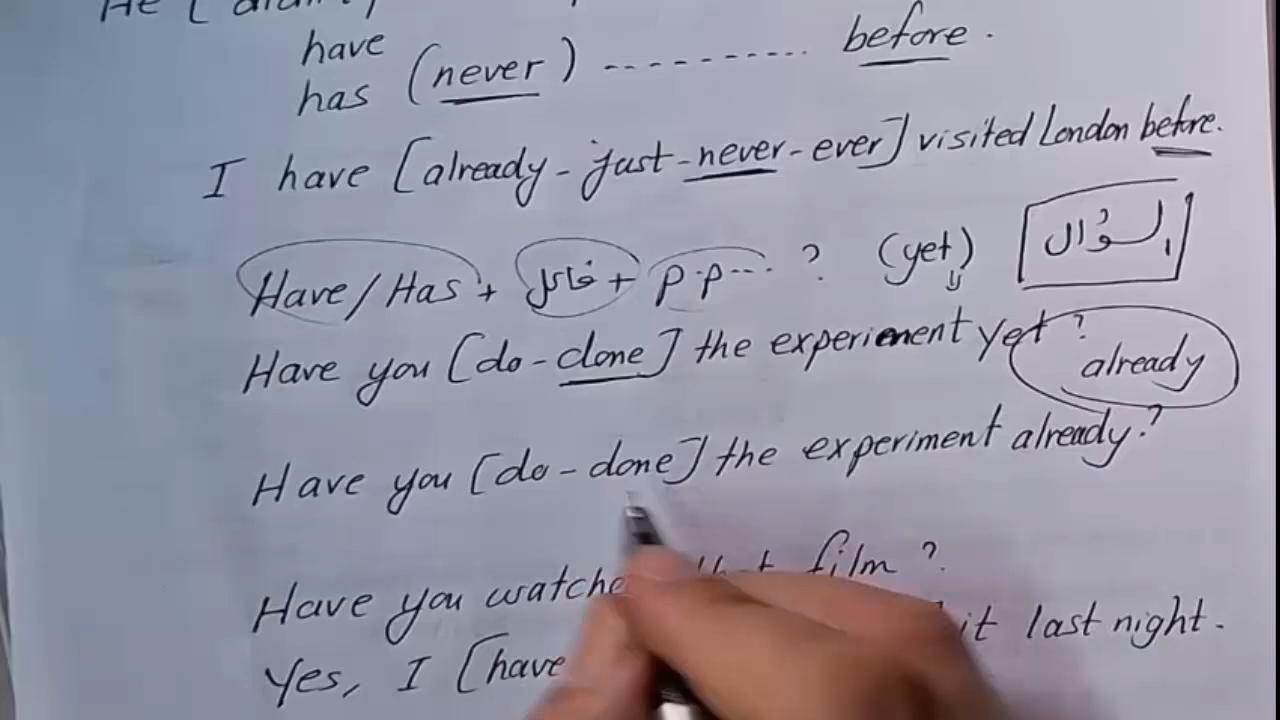 He [
have
has (never) ---------- before.
I have [already - just - never - ever] visited London before.
Have / Has + فاعل + p.p... ? (yet) السؤال
Have you [do - done] the experiment yet ?
already
Have you [do - done] the experiment already ?
Have you watche that film ?
Yes, I [have it last night.